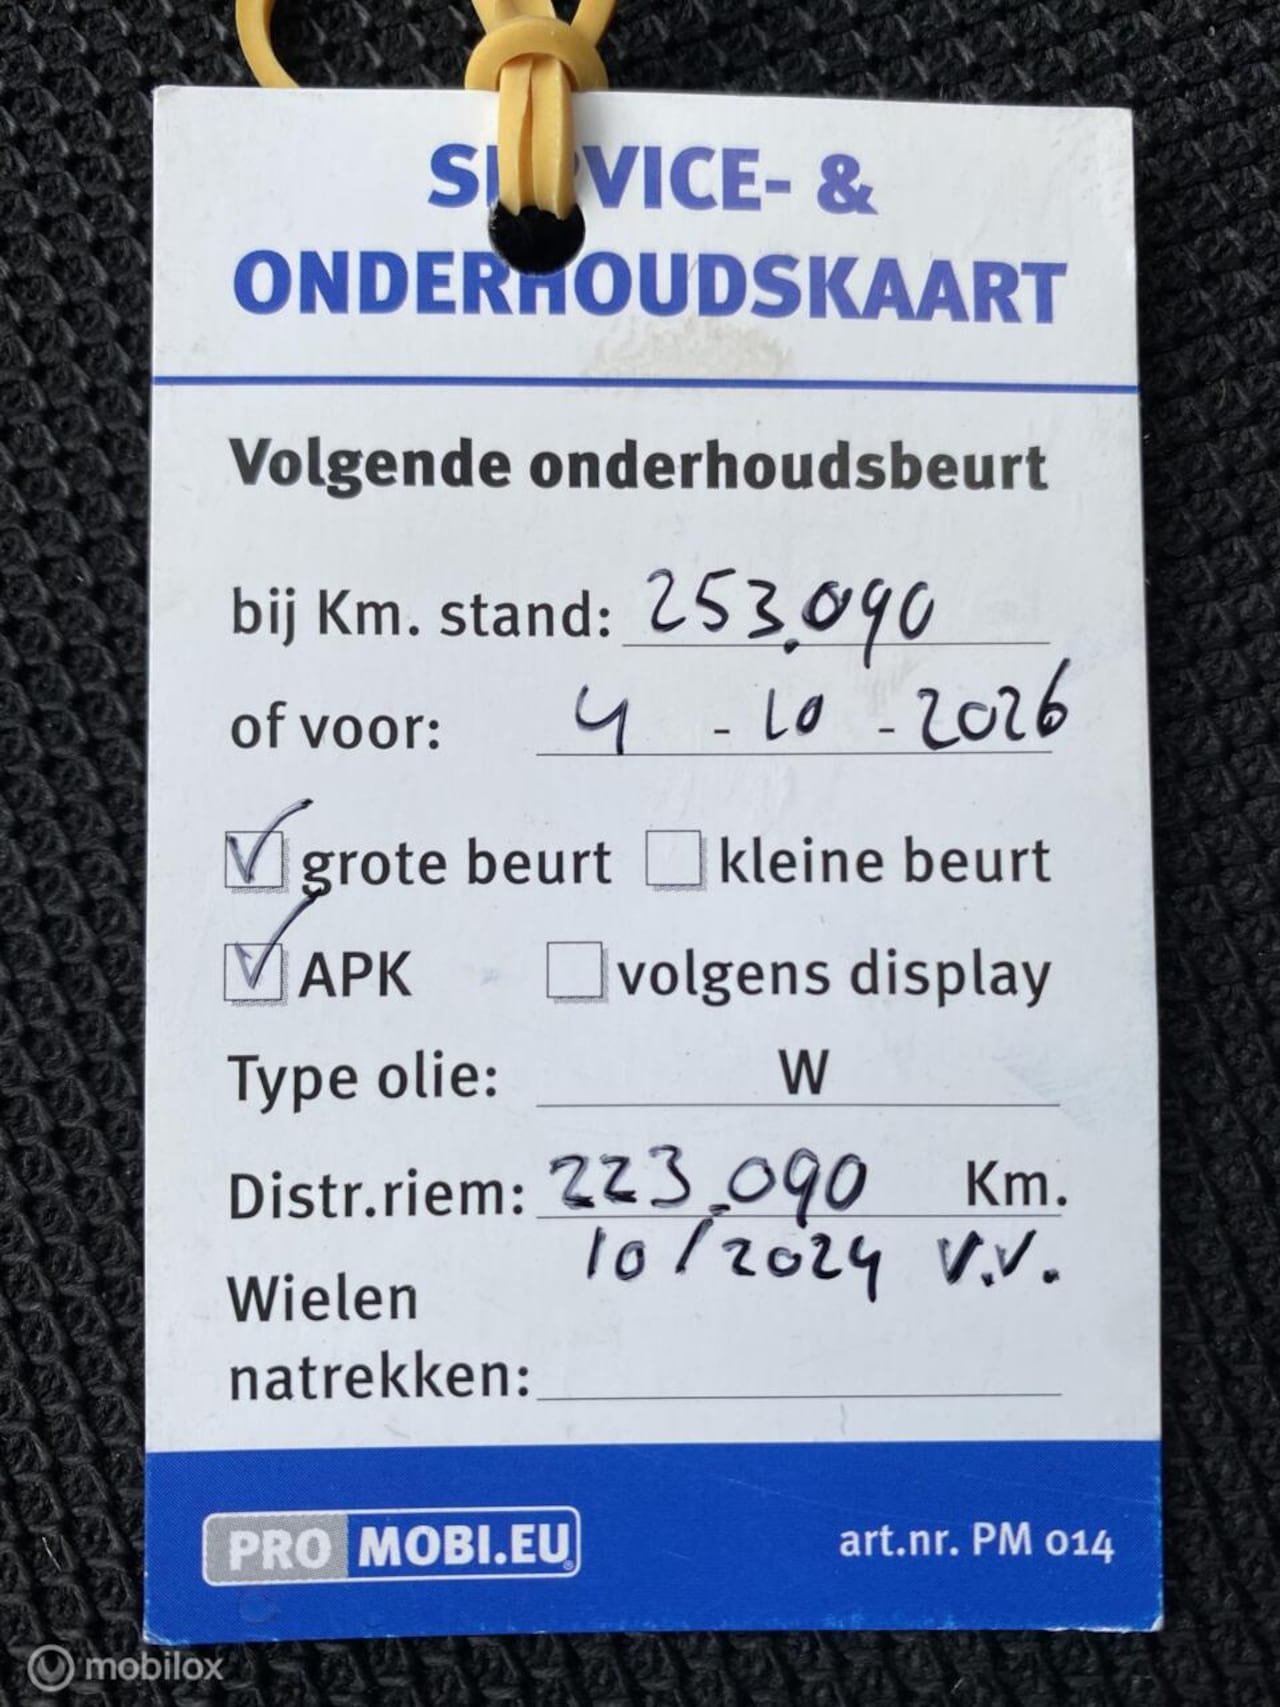 SERVICE- &
ONDERHOUDSKAART
Volgende onderhoudsbeurt
bij Km. stand: 253.090
of voor: 4 - 10 - 2026
grote beurt kleine beurt
APK volgens display
Type olie: W
Distr.riem: 223.090 Km.
10/2024 V.V.
Wielen
natrekken:
PRO MOBI.EU® art.nr. PM 014
mobilox